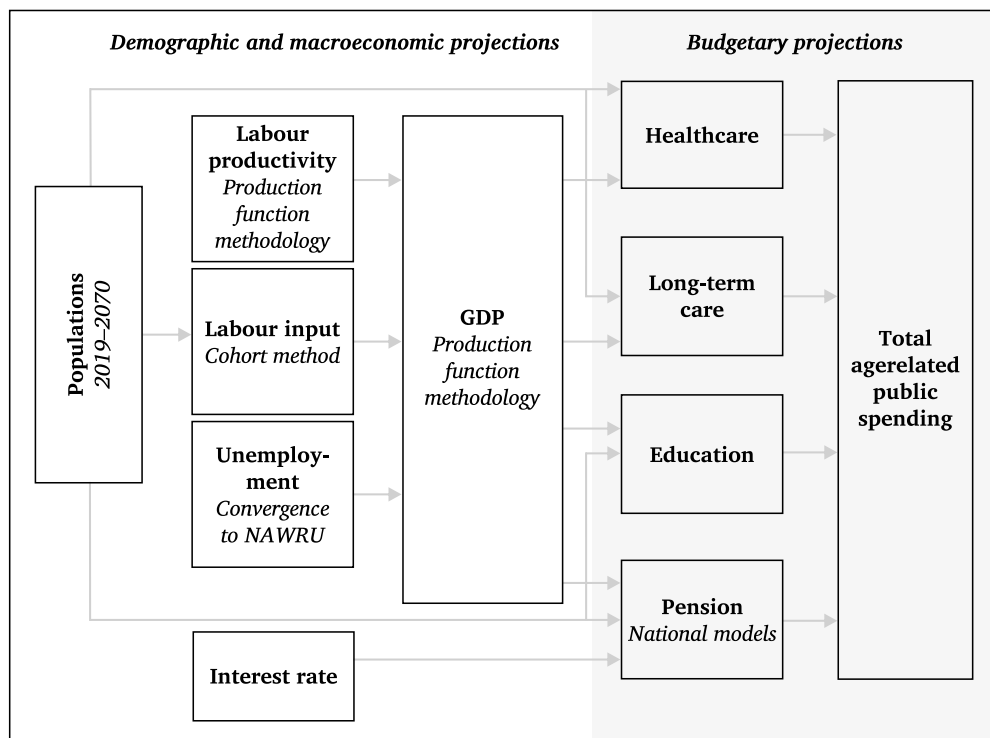 Demographic and macroeconomic projections
Budgetary projections
Populations
2019–2070
Labour
productivity
Production
function
methodology
Labour input
Cohort method
Unemploy-
ment
Convergence
to NAWRU
Interest rate
GDP
Production
function
methodology
Healthcare
Long-term
care
Education
Pension
National models
Total
agerelated
public
spending